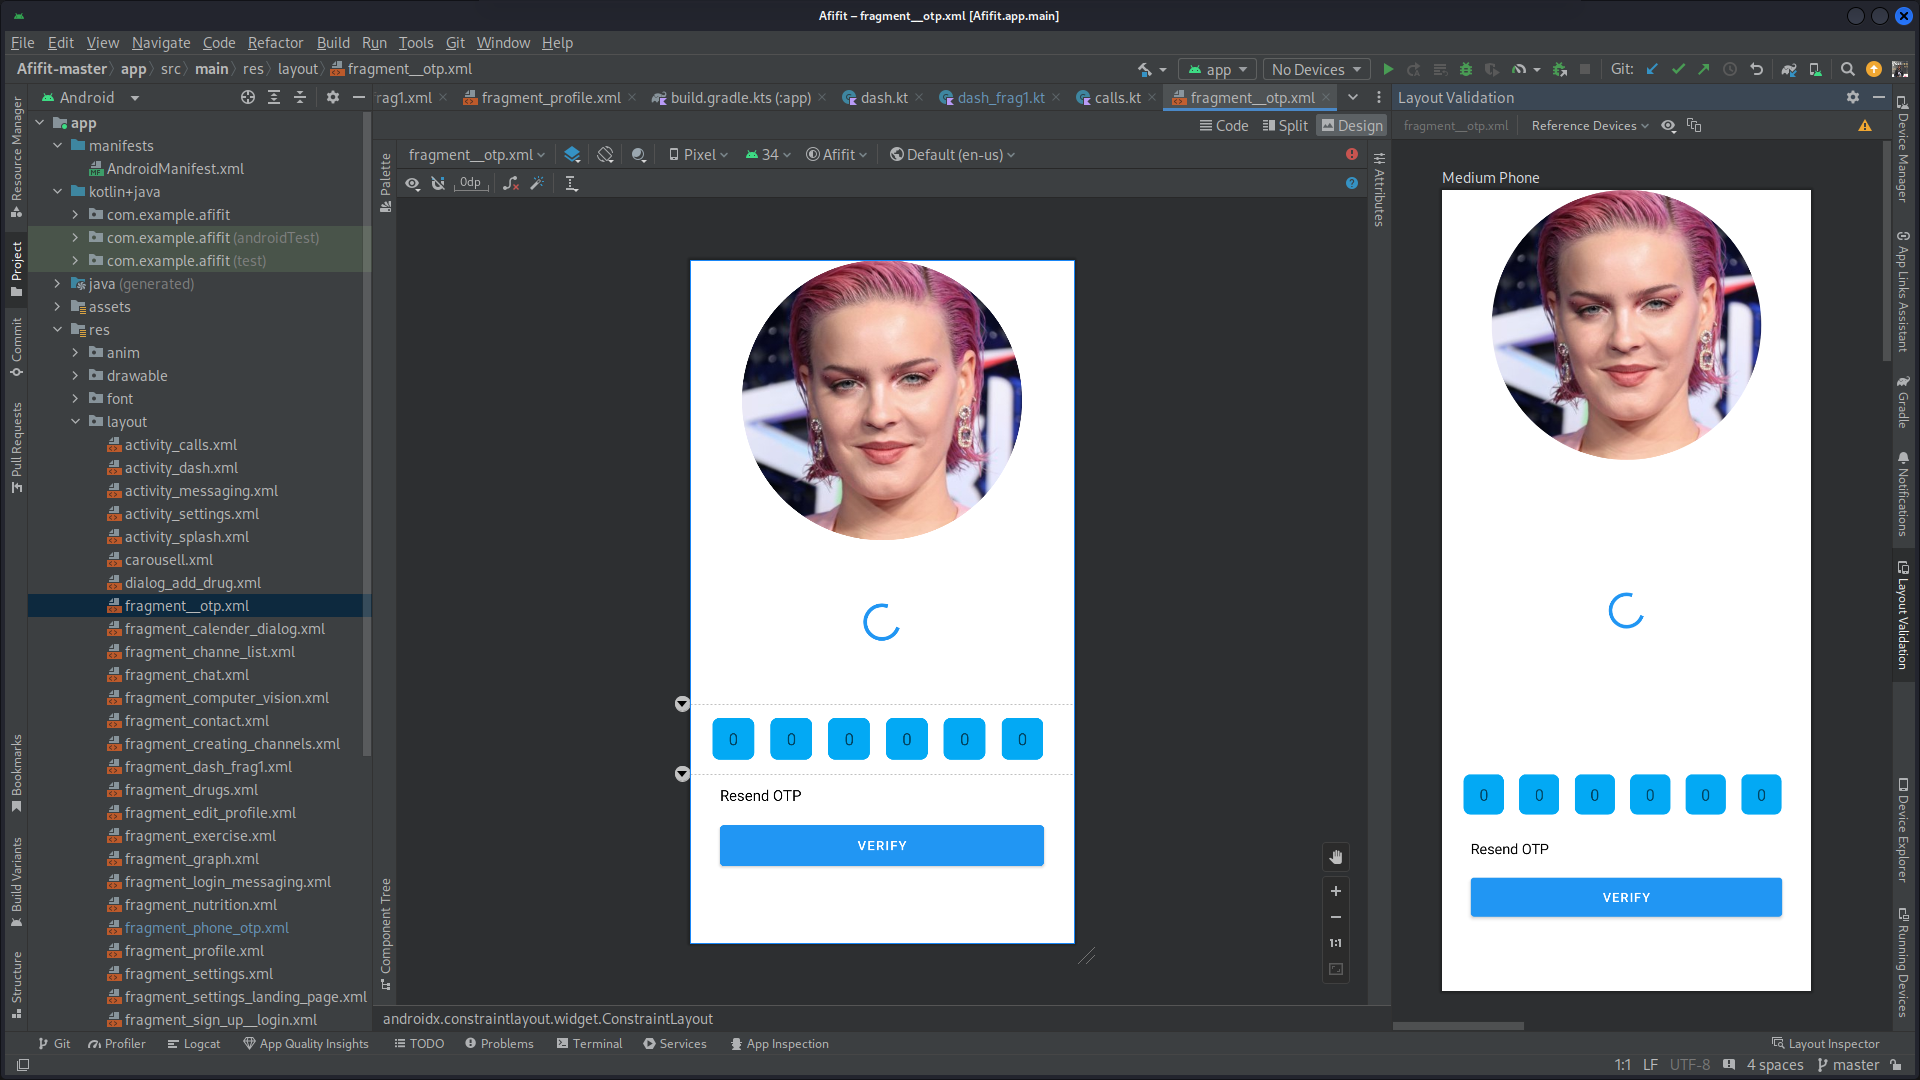 Afifit – fragment__otp.xml [Afifit.app.main]
File Edit View Navigate Code Refactor Build Run Tools Git Window Help
Afifit-master app src main res layout fragment__otp.xml app No Devices Git:
Android
rag1.xml fragment_profile.xml build.gradle.kts (:app) dash.kt dash_frag1.kt calls.kt fragment__otp.xml
Layout Validation
Code Split Design
fragment__otp.xml Reference Devices
fragment__otp.xml Pixel 34 Afifit Default (en-us)
0dp
Resource Manager
Project
Commit
Pull Requests
Bookmarks
Build Variants
Structure
app
manifests
AndroidManifest.xml
kotlin+java
com.example.afifit
com.example.afifit (androidTest)
com.example.afifit (test)
java (generated)
assets
res
anim
drawable
font
layout
activity_calls.xml
activity_dash.xml
activity_messaging.xml
activity_settings.xml
activity_splash.xml
carousell.xml
dialog_add_drug.xml
fragment__otp.xml
fragment_calender_dialog.xml
fragment_channe_list.xml
fragment_chat.xml
fragment_computer_vision.xml
fragment_contact.xml
fragment_creating_channels.xml
fragment_dash_frag1.xml
fragment_drugs.xml
fragment_edit_profile.xml
fragment_exercise.xml
fragment_graph.xml
fragment_login_messaging.xml
fragment_nutrition.xml
fragment_phone_otp.xml
fragment_profile.xml
fragment_settings.xml
fragment_settings_landing_page.xml
fragment_sign_up__login.xml
Palette
Component Tree
0 0 0 0 0 0
Resend OTP
VERIFY
1:1
Attributes
Medium Phone
0 0 0 0 0 0
Resend OTP
VERIFY
Device Manager
App Links Assistant
Gradle
Notifications
Layout Validation
Device Explorer
Running Devices
androidx.constraintlayout.widget.ConstraintLayout
Git Profiler Logcat App Quality Insights TODO Problems Terminal Services App Inspection Layout Inspector
1:1 LF UTF-8 4 spaces master